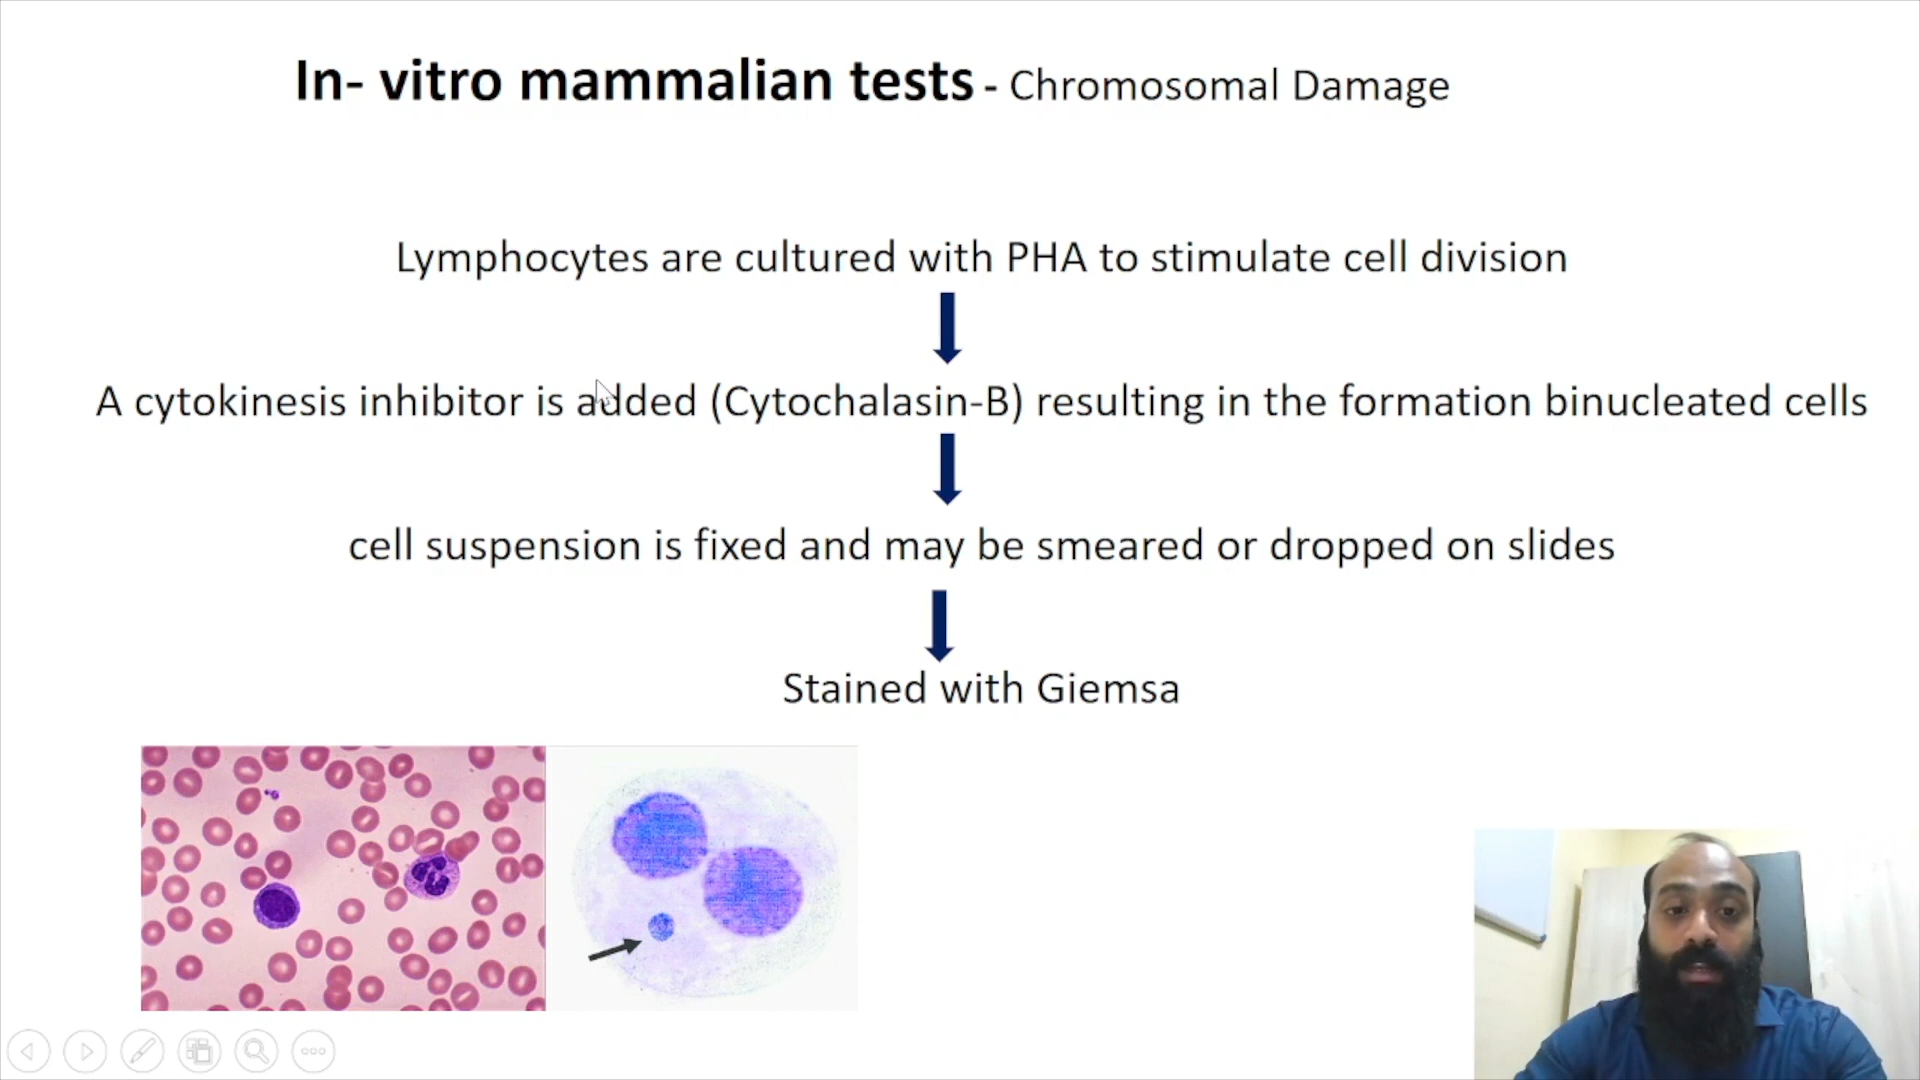 In- vitro mammalian tests - Chromosomal Damage
Lymphocytes are cultured with PHA to stimulate cell division
A cytokinesis inhibitor is added (Cytochalasin-B) resulting in the formation binucleated cells
cell suspension is fixed and may be smeared or dropped on slides
Stained with Giemsa